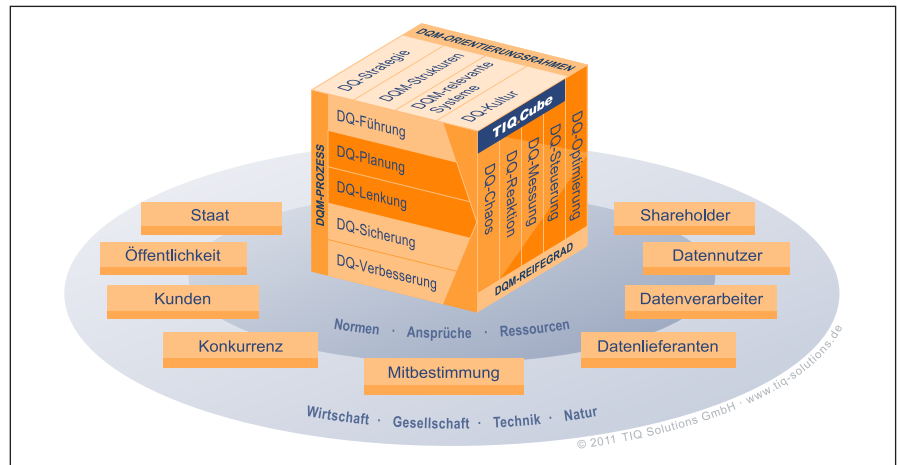 DQM-ORIENTIERUNGSRAHMEN
DQ-Strategie
DQM-Strukturen
DQM-relevante
Systeme
DQ-Kultur
TIQ.Cube
DQM-PROZESS
DQ-Führung
DQ-Planung
DQ-Lenkung
DQ-Sicherung
DQ-Verbesserung
DQ-Chaos
DQ-Reaktion
DQ-Messung
DQ-Steuerung
DQ-Optimierung
DQM-REIFEGRAD
Staat
Öffentlichkeit
Kunden
Konkurrenz
Mitbestimmung
Shareholder
Datennutzer
Datenverarbeiter
Datenlieferanten
Normen · Ansprüche · Ressourcen
Wirtschaft · Gesellschaft · Technik · Natur
© 2011 TIQ Solutions GmbH · www.tiq-solutions.de